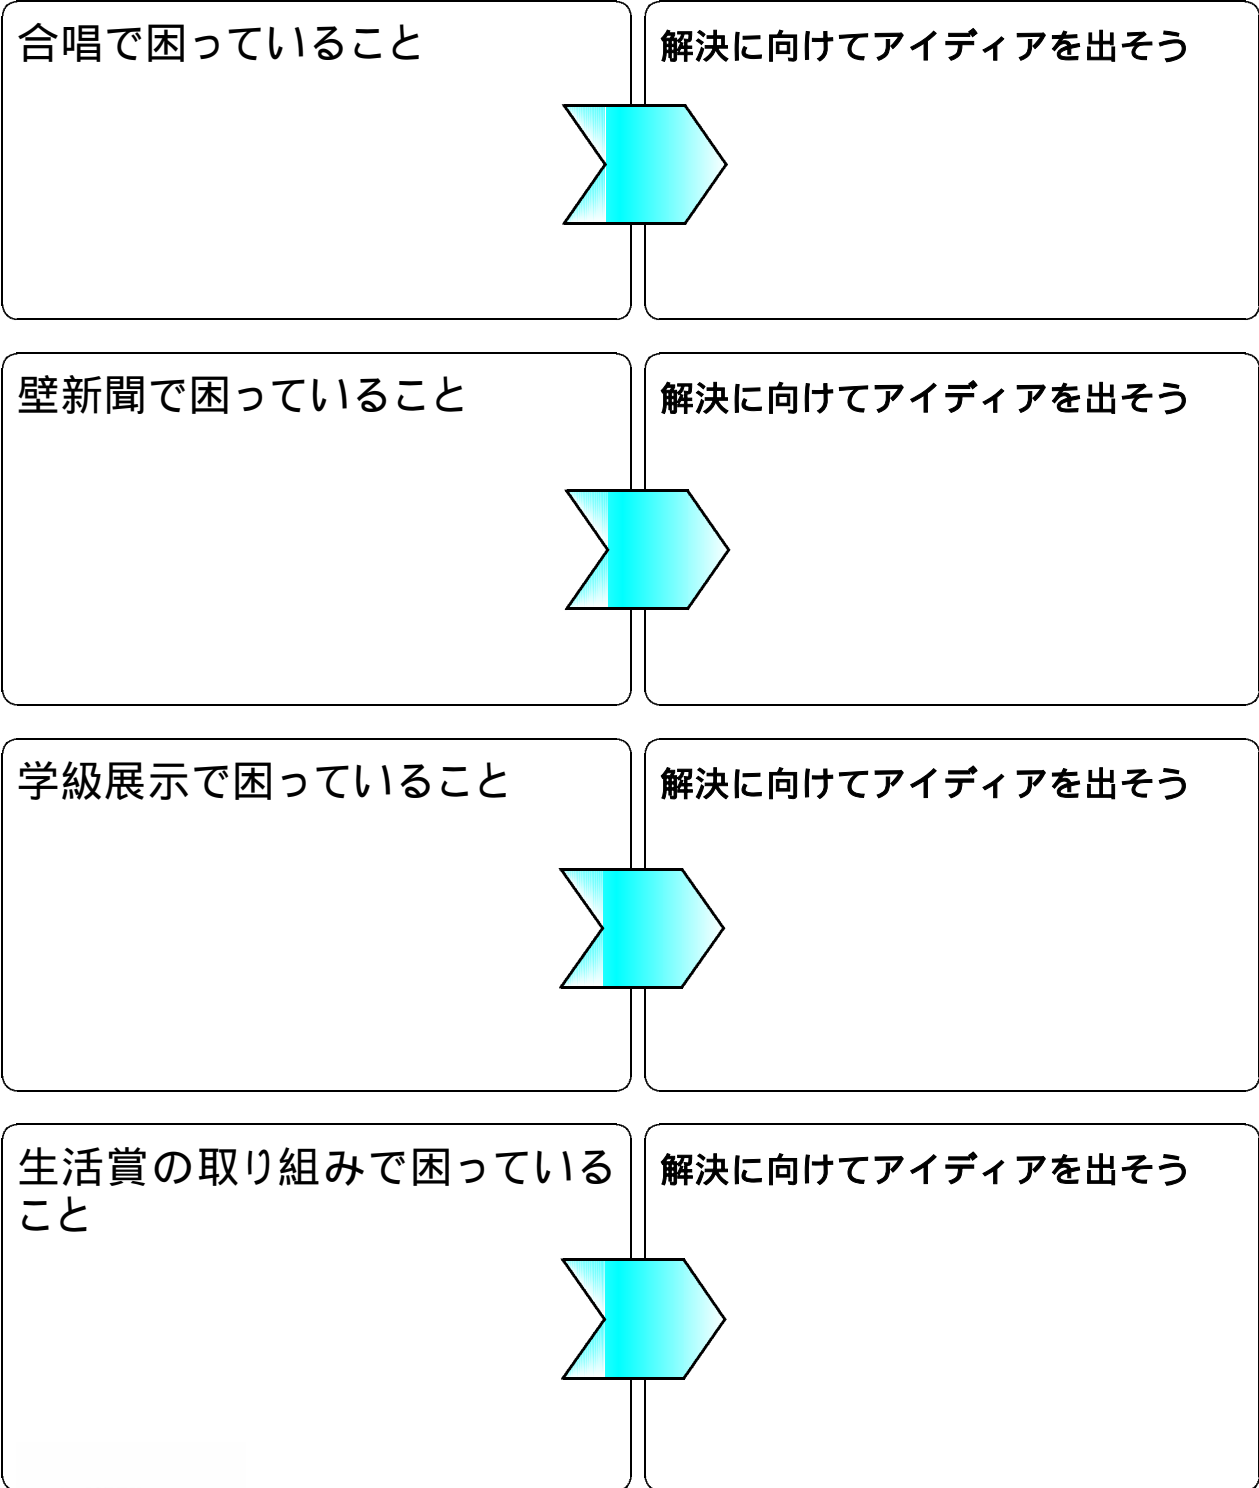 合唱で困っていること
解決に向けてアイディアを出そう
壁新聞で困っていること
解決に向けてアイディアを出そう
学級展示で困っていること
解決に向けてアイディアを出そう
生活賞の取り組みで困っている
こと
解決に向けてアイディアを出そう